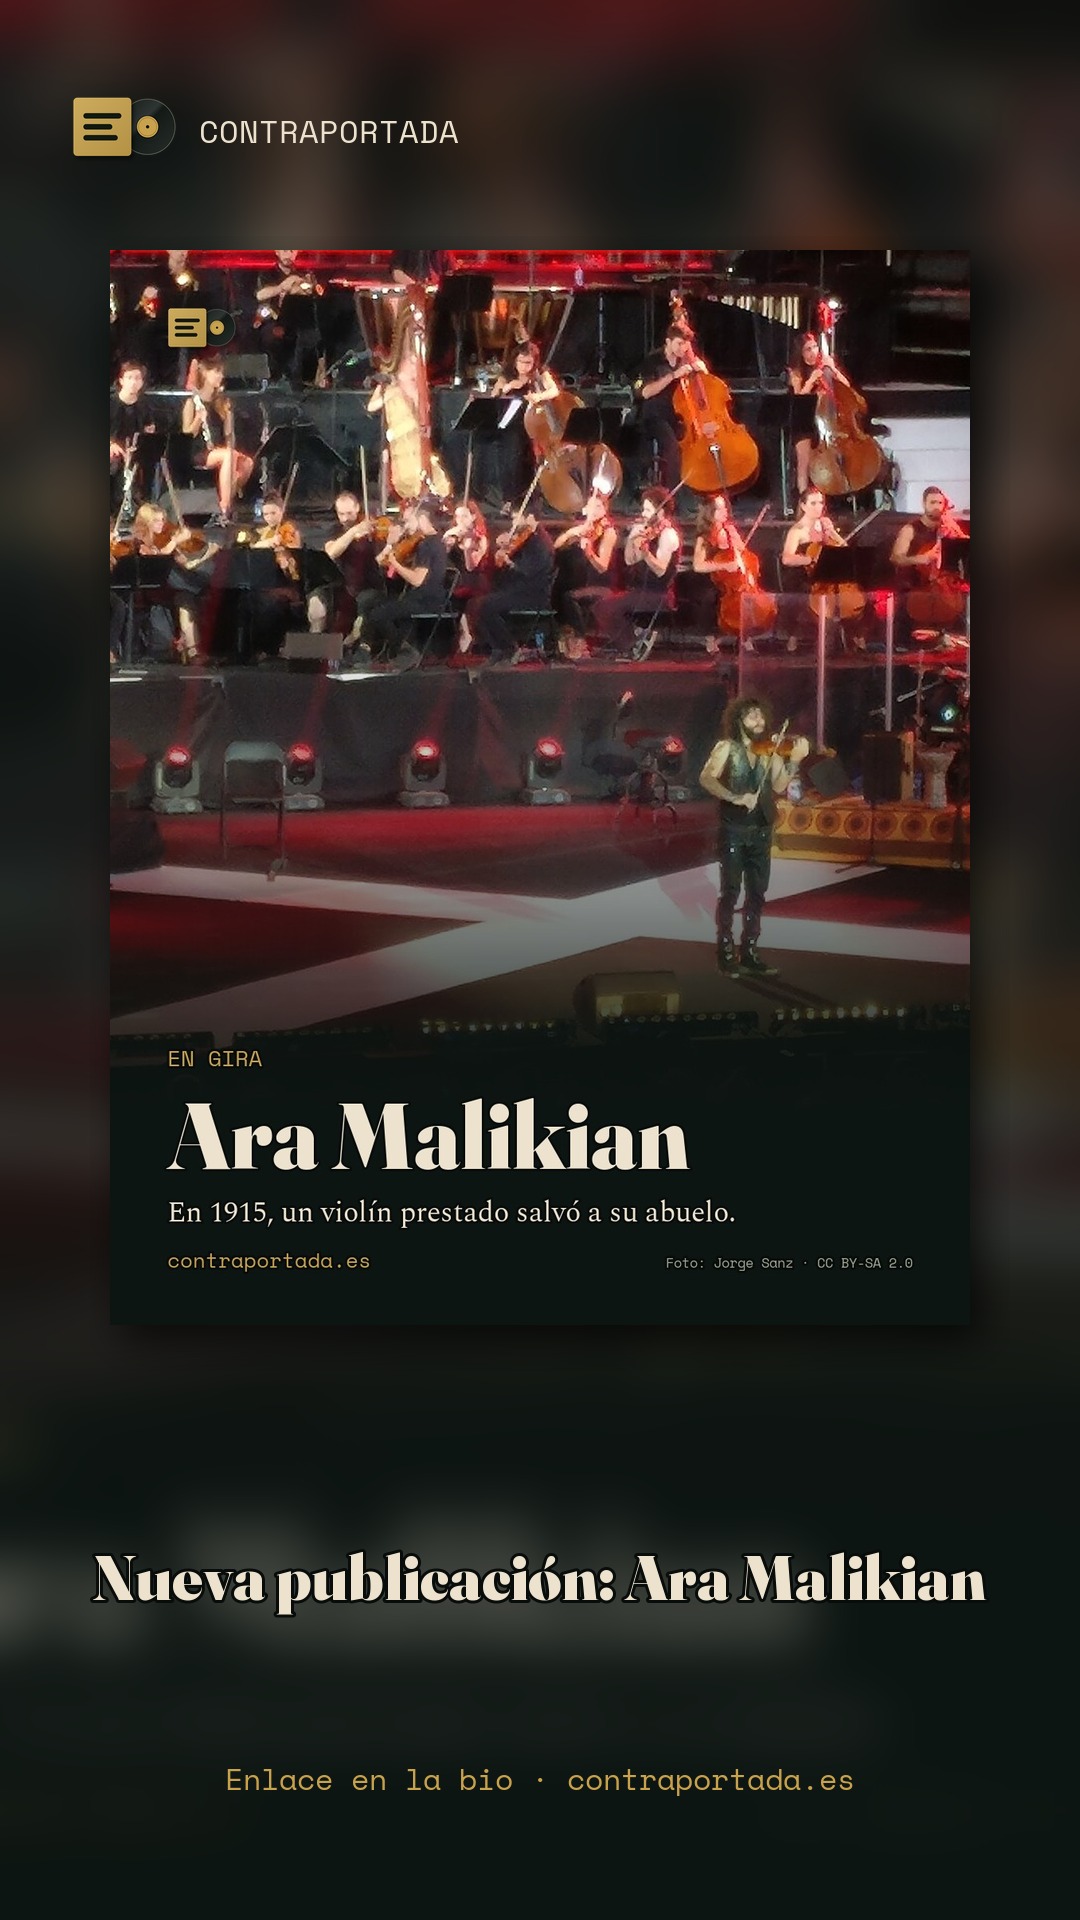 CONTRAPORTADA
EN GIRA
Ara Malikian
En 1915, un violín prestado salvó a su abuelo.
contraportada.es
Foto: Jorge Sanz · CC BY-SA 2.0
Nueva publicación: Ara Malikian
Enlace en la bio · contraportada.es